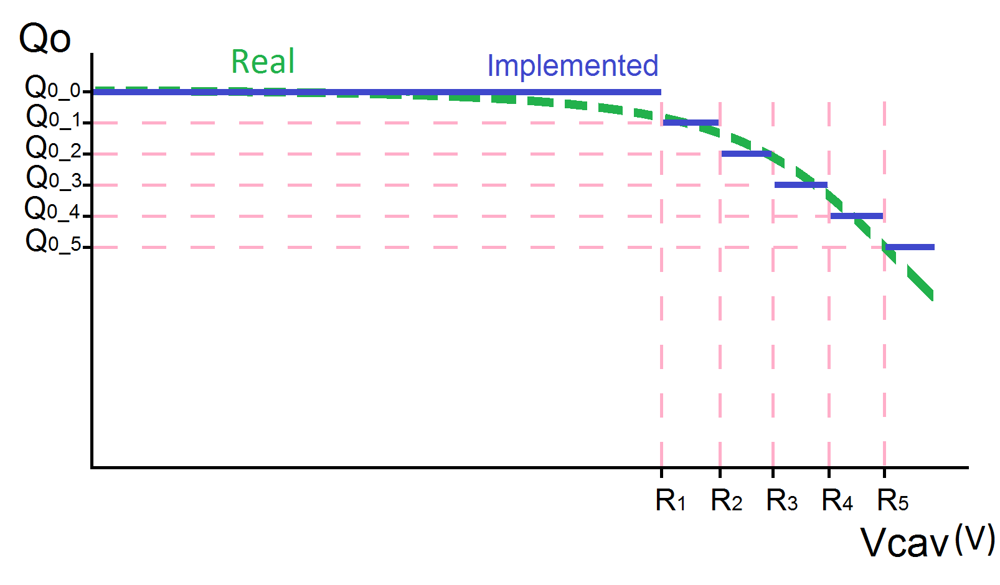 Qo
Real
Implemented
Q0_0
Q0_1
Q0_2
Q0_3
Q0_4
Q0_5
R1 R2 R3 R4 R5
Vcav (V)